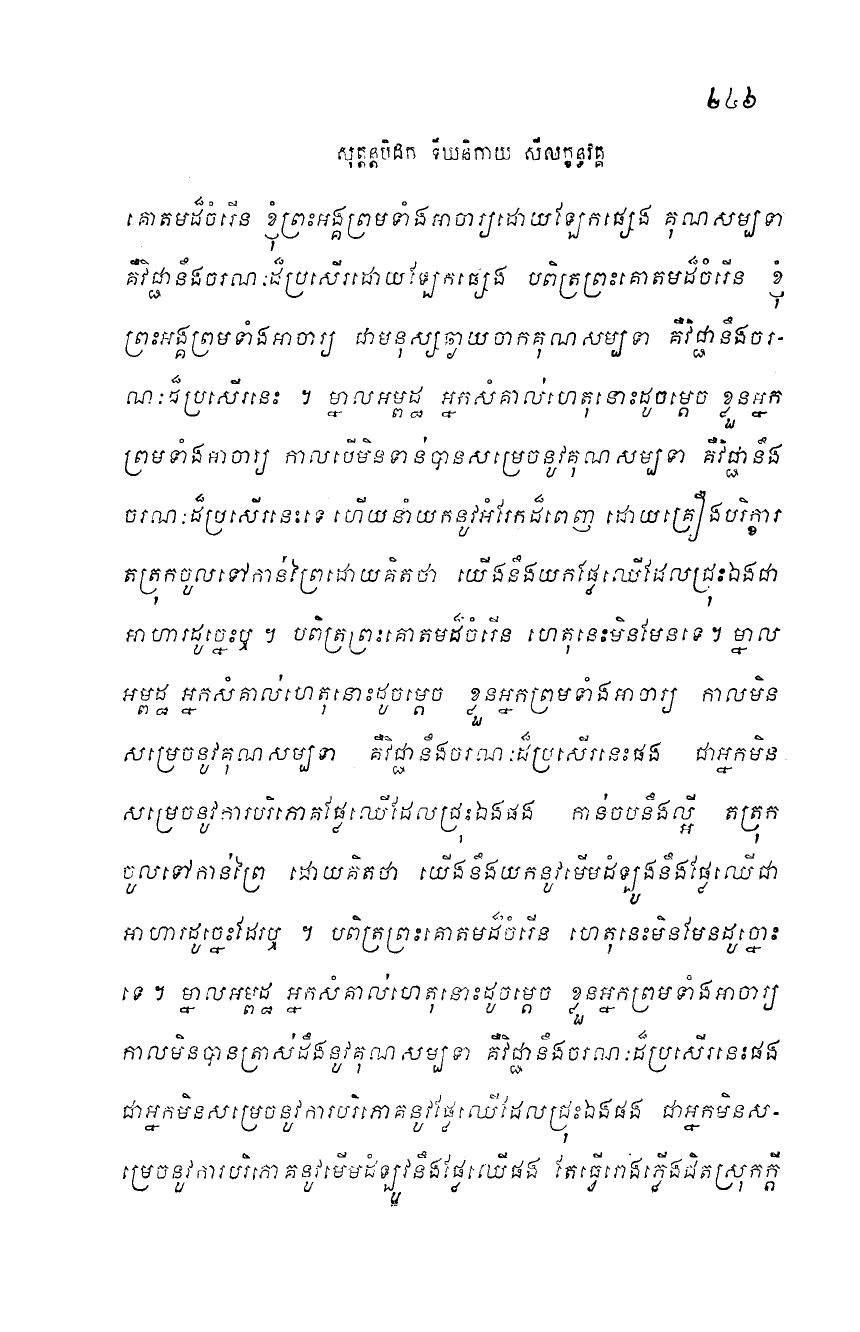 ២៤៦
សុត្តន្តបិដក ទីឃនិកាយ សីលក្ខន្ធវគ្គ
គោតមដ៏ចំរើន ខ្ញុំព្រះអង្គព្រមទាំងអាចារ្យដោយឡែកផ្សេង គុណសម្បទា
គឺវិជ្ជានឹងចរណៈដ៏ប្រសើរដោយឡែកផ្សេង បពិត្រព្រះគោតមដ៏ចំរើន ខ្ញុំ
ព្រះអង្គព្រមទាំងអាចារ្យ ជាមនុស្សឆ្ងាយចាកគុណសម្បទា គឺវិជ្ជានឹងចរ-
ណៈដ៏ប្រសើរនេះ ។ ម្នាលអម្ពដ្ឋ អ្នកសំគាល់ហេតុនោះដូចម្តេច ខ្លួនអ្នក
ព្រមទាំងអាចារ្យ កាលបើមិនទាន់បានសម្រេចនូវគុណសម្បទា គឺវិជ្ជានឹង
ចរណៈដ៏ប្រសើរនេះទេ ហើយនាំយកនូវអំរែកដ៏ពេញ ដោយគ្រឿងបរិក្ខារ
តត្រុកចូលទៅកាន់ព្រៃដោយគិតថា យើងនឹងយកផ្លែឈើដែលជ្រុះឯងជា
អាហារដូច្នេះឬ ។ បពិត្រព្រះគោតមដ៏ចំរើន ហេតុនេះមិនមែនទេ ។ ម្នាល
អម្ពដ្ឋ អ្នកសំគាល់ហេតុនោះដូចម្តេច ខ្លួនអ្នកព្រមទាំងអាចារ្យ កាលមិន
សម្រេចនូវគុណសម្បទា គឺវិជ្ជានឹងចរណៈដ៏ប្រសើរនេះផង ជាអ្នកមិន
សម្រេចនូវការបរិភោគផ្លែឈើដែលជ្រុះឯងផង កាន់ចបនឹងល្អី តត្រុក
ចូលទៅកាន់ព្រៃ ដោយគិតថា យើងនឹងយកនូវមើមដំឡូងនឹងផ្លែឈើជា
អាហារដូច្នេះដែរឬ ។ បពិត្រព្រះគោតមដ៏ចំរើន ហេតុនេះមិនមែនដូច្នោះ
ទេ ។ ម្នាលអម្ពដ្ឋ អ្នកសំគាល់ហេតុនោះដូចម្តេច ខ្លួនអ្នកព្រមទាំងអាចារ្យ
កាលមិនបានត្រាស់ដឹងនូវគុណសម្បទា គឺវិជ្ជានឹងចរណៈដ៏ប្រសើរនេះផង
ជាអ្នកមិនសម្រេចនូវការបរិភោគនូវផ្លែឈើដែលជ្រុះឯងផង ជាអ្នកមិនស-
ម្រេចនូវការបរិភោគនូវមើមដំឡូវនឹងផ្លែឈើផង តែធ្វើរោងភ្លើងជិតស្រុកក្តី